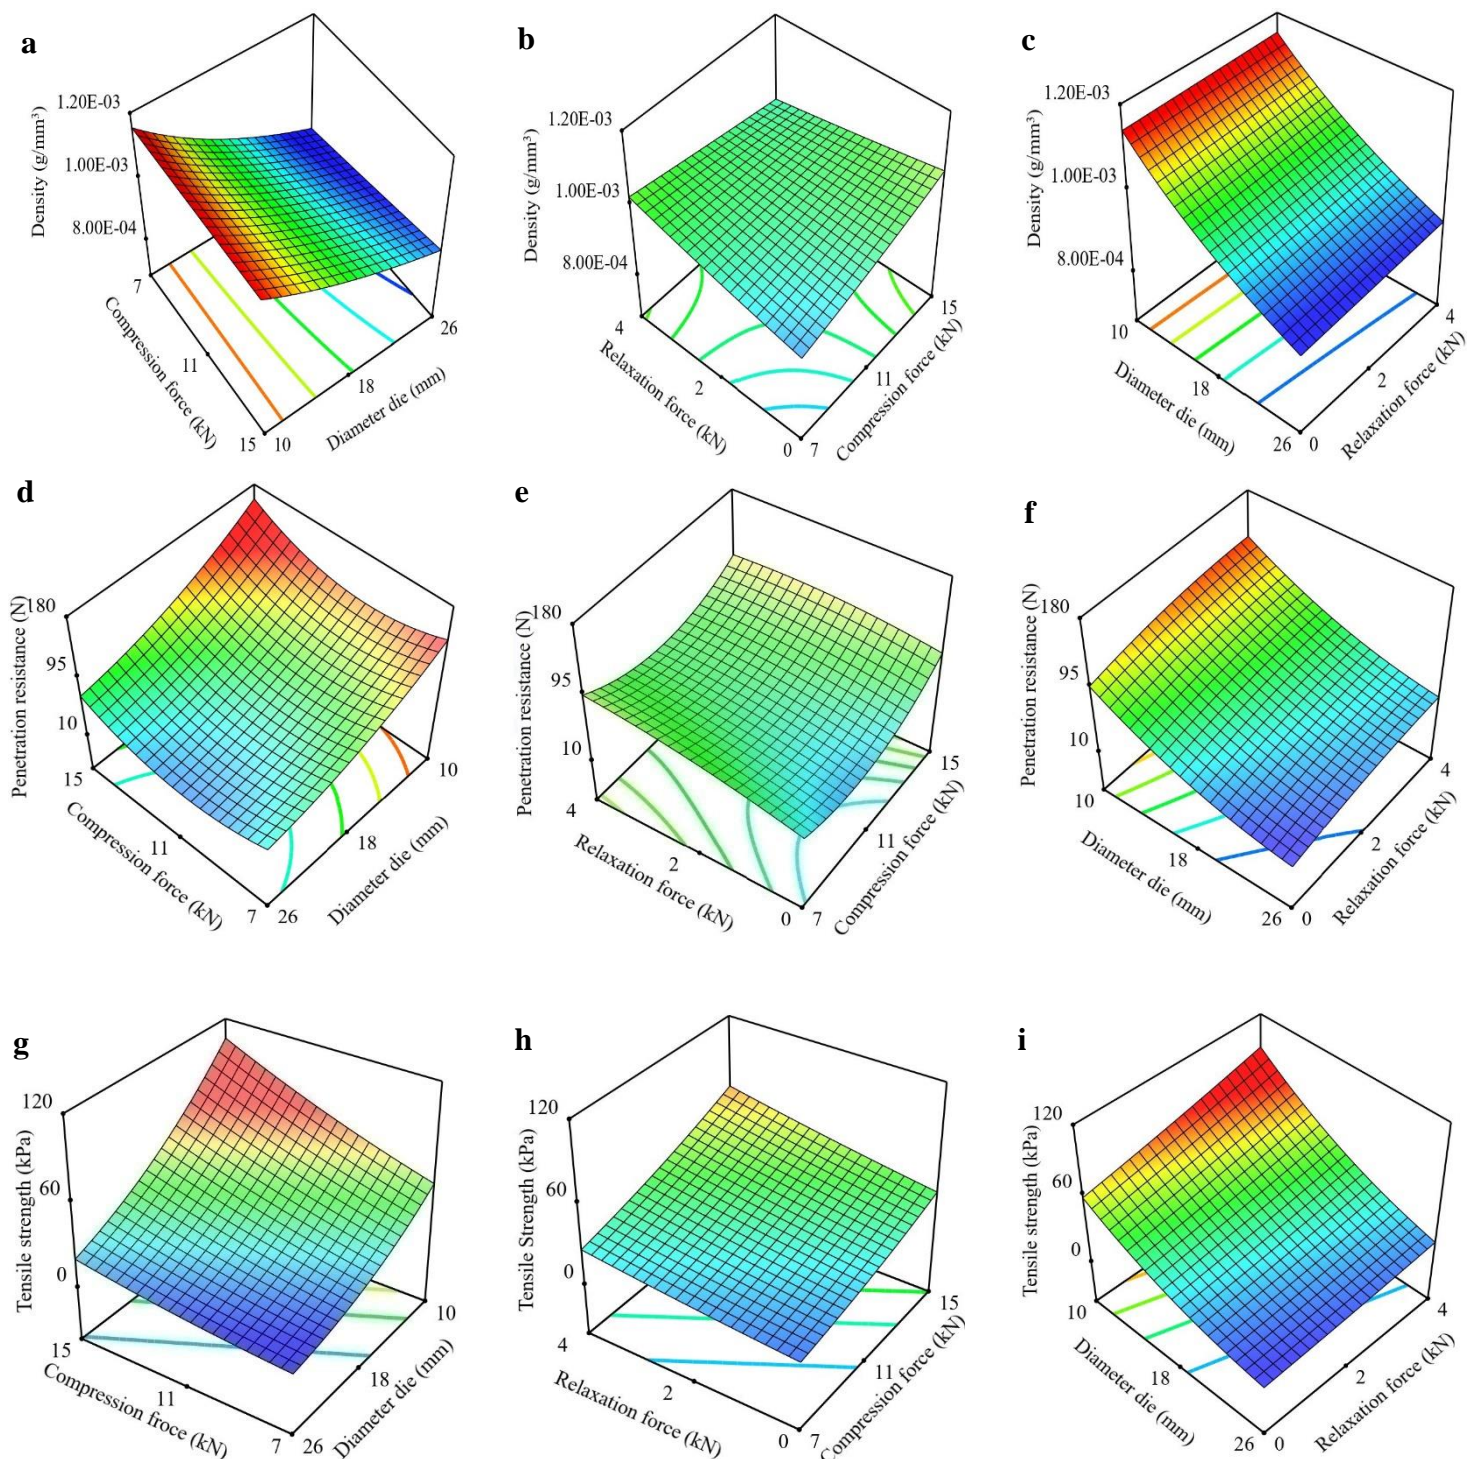 a
Density (g/mm³)
1.20E-03
1.00E-03
8.00E-04
7
11
15
Compression force (kN)
10
18
26
Diameter die (mm)
b
Density (g/mm³)
1.20E-03
1.00E-03
8.00E-04
4
2
0
Relaxation force (kN)
7
11
15
Compression force (kN)
c
Density (g/mm³)
1.20E-03
1.00E-03
8.00E-04
10
18
26
Diameter die (mm)
0
2
4
Relaxation force (kN)
d
Penetration resistance (N)
180
95
10
15
11
7
Compression force (kN)
26
18
10
Diameter die (mm)
e
Penetration resistance (N)
180
95
10
4
2
0
Relaxation force (kN)
7
11
15
Compression force (kN)
f
Penetration resistance (N)
180
95
10
10
18
26
Diameter die (mm)
0
2
4
Relaxation force (kN)
g
Tensile strength (kPa)
120
60
0
15
11
7
Compression froce (kN)
26
18
10
Diameter die (mm)
h
Tensile Strength (kPa)
120
60
0
4
2
0
Relaxation force (kN)
7
11
15
Compression force (kN)
i
Tensile strength (kPa)
120
60
0
10
18
26
Diameter die (mm)
0
2
4
Relaxation force (kN)